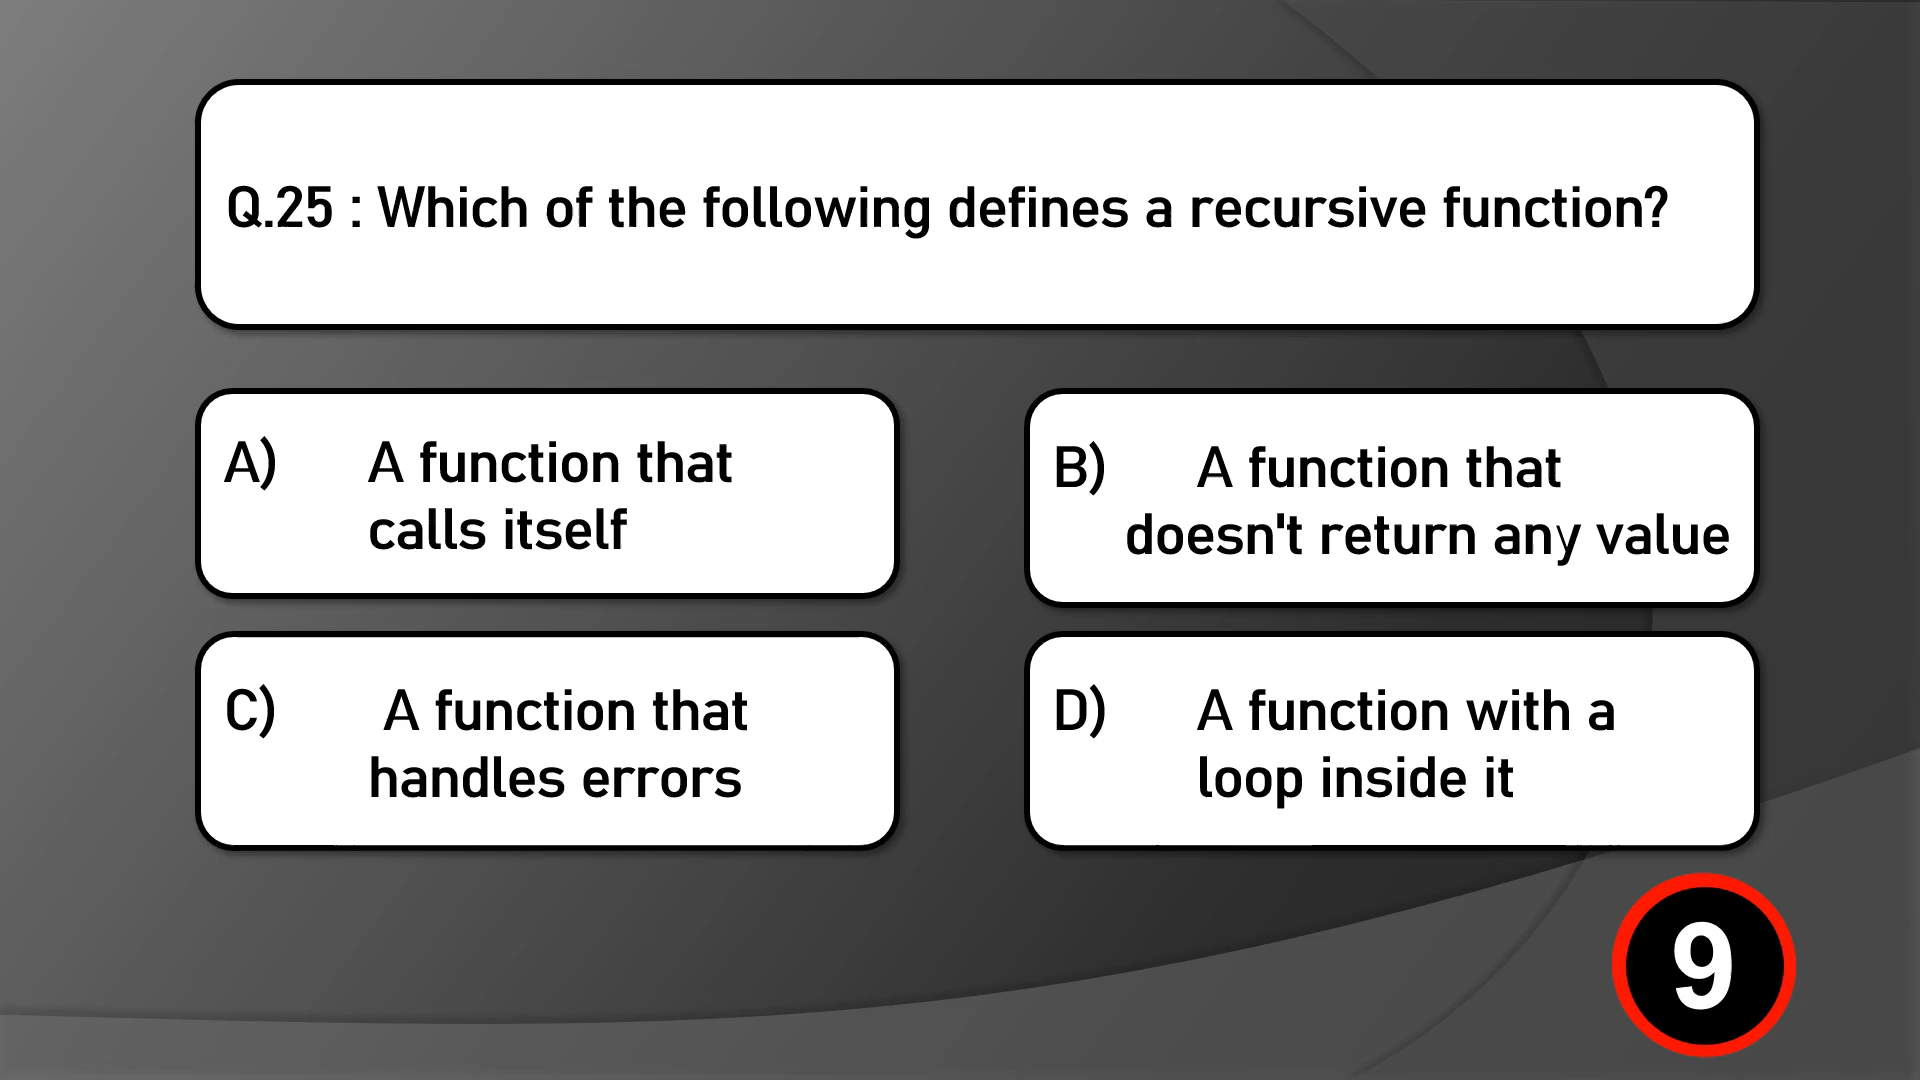 Q.25 : Which of the following defines a recursive function?
A) A function that
calls itself
B) A function that
doesn't return any value
C) A function that
handles errors
D) A function with a
loop inside it
9